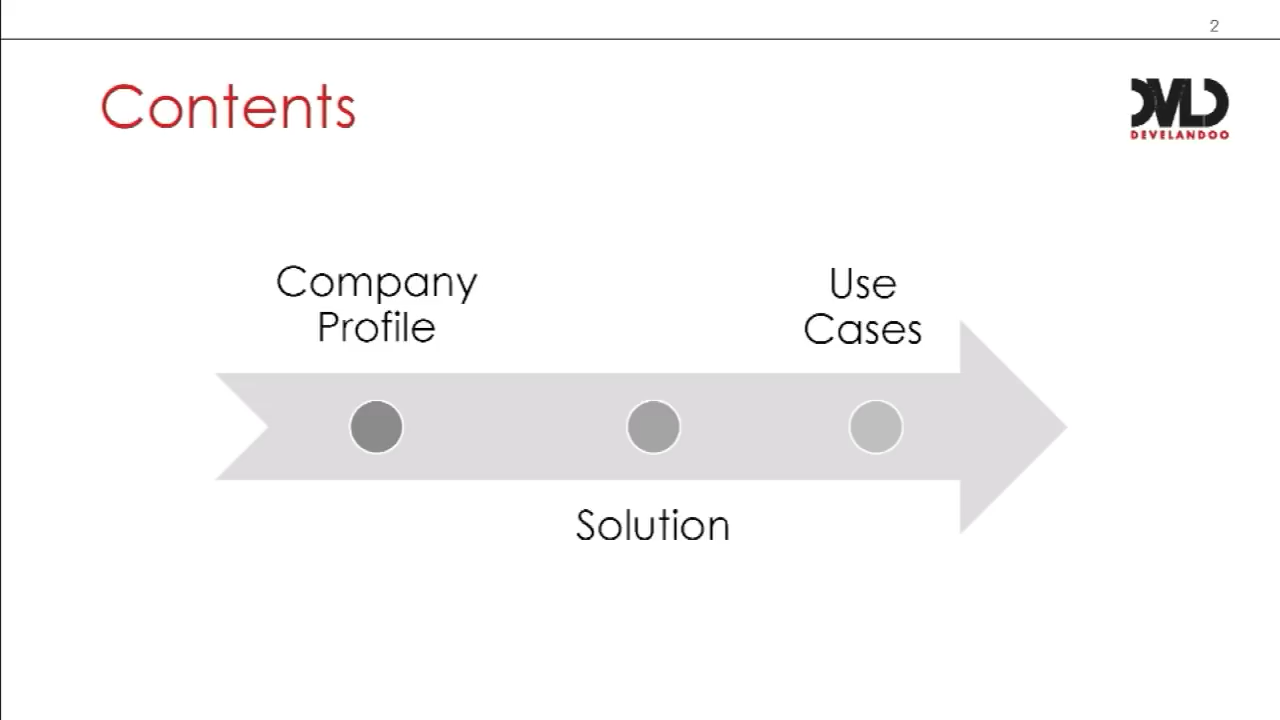 2
Contents
DVLD
DEVELANDOO
Company
Profile
Use
Cases
Solution